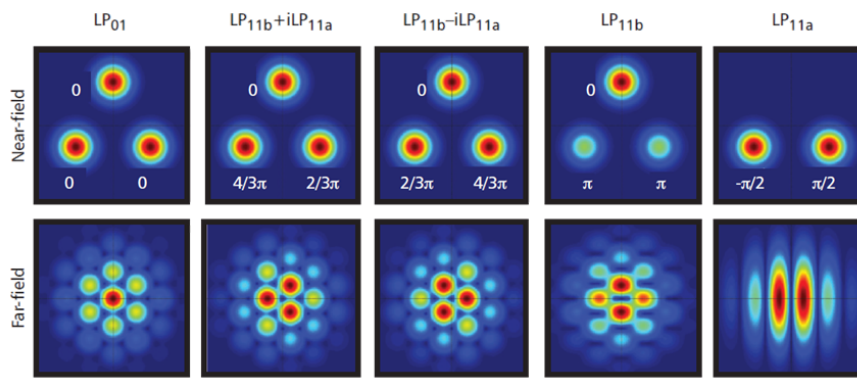 LP01 LP11b+iLP11a LP11b–iLP11a LP11b LP11a
Near-field
0 0 0 0
0 0 4/3π 2/3π 2/3π 4/3π π π -π/2 π/2
Far-field